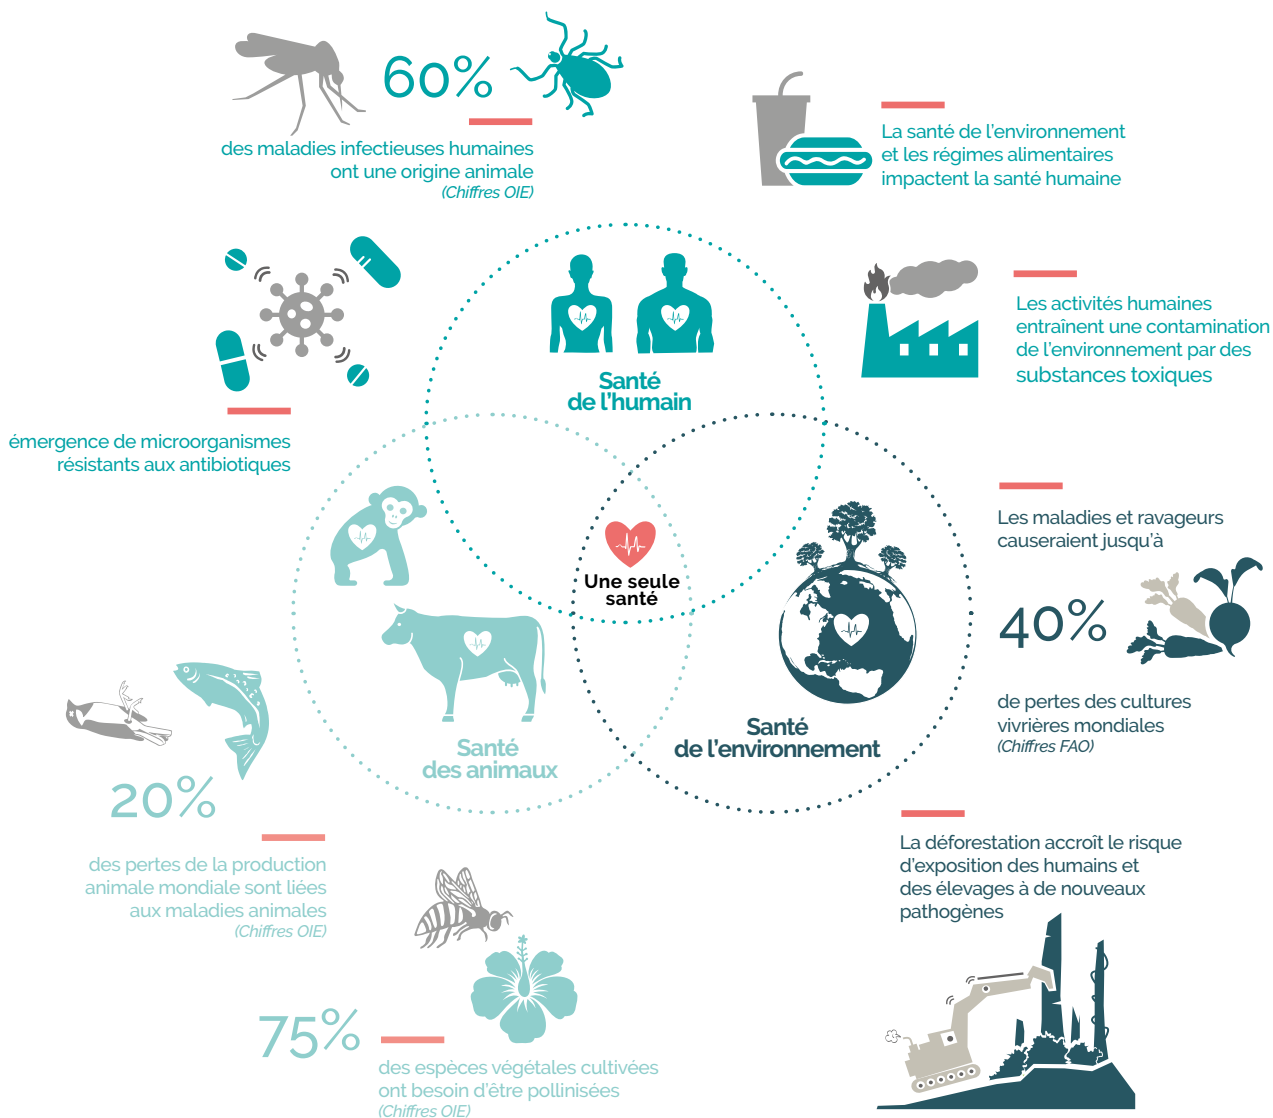 60%
des maladies infectieuses humaines
ont une origine animale
(Chiffres OIE)
La santé de l'environnement
et les régimes alimentaires
impactent la santé humaine
Les activités humaines
entraînent une contamination
de l'environnement par des
substances toxiques
émergence de microorganismes
résistants aux antibiotiques
Santé
de l'humain
Une seule
santé
Santé
des animaux
Santé
de l'environnement
Les maladies et ravageurs
causeraient jusqu'à
40%
de pertes des cultures
vivrières mondiales
(Chiffres FAO)
20%
des pertes de la production
animale mondiale sont liées
aux maladies animales
(Chiffres OIE)
La déforestation accroît le risque
d'exposition des humains et
des élevages à de nouveaux
pathogènes
75%
des espèces végétales cultivées
ont besoin d'être pollinisées
(Chiffres OIE)